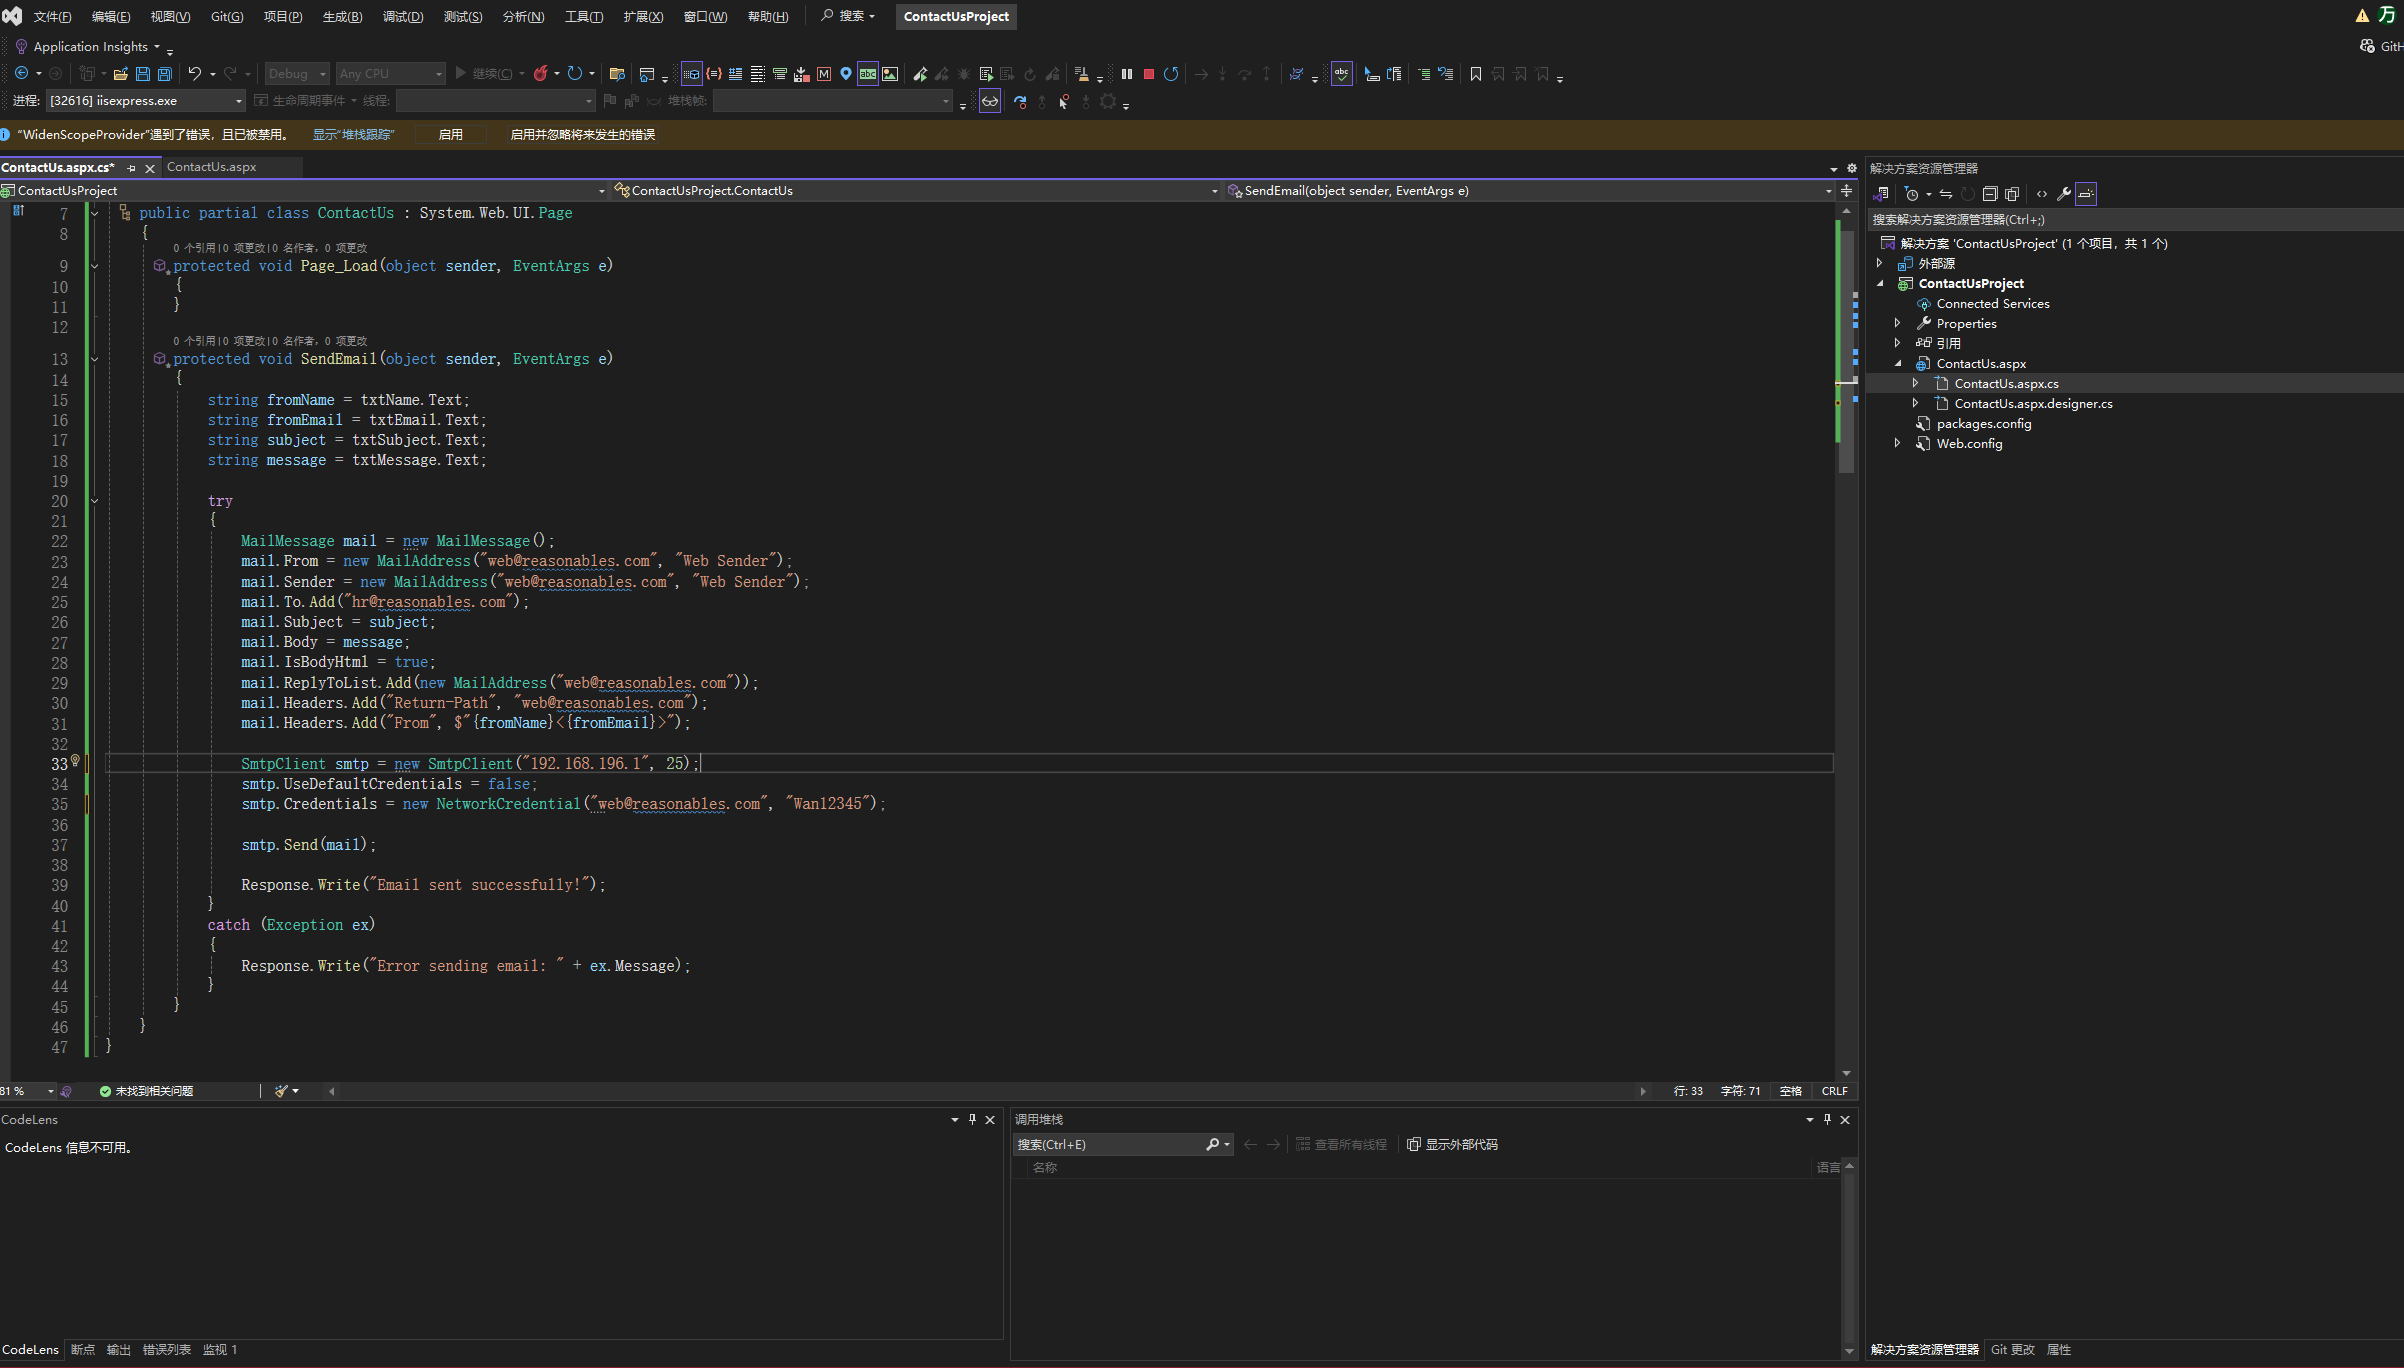 文件(F) 编辑(E) 视图(V) Git(G) 项目(P) 生成(B) 调试(D) 测试(S) 分析(N) 工具(T) 扩展(X) 窗口(W) 帮助(H) 搜索 ContactUsProject 万
Application Insights
Debug Any CPU 继续(C)
进程: [32616] iisexpress.exe 生命周期事件 线程: 堆栈帧:
“WidenScopeProvider”遇到了错误，且已被禁用。 显示“堆栈跟踪” 启用 启用并忽略将来发生的错误
ContactUs.aspx.cs* ContactUs.aspx
ContactUsProject ContactUsProject.ContactUs SendEmail(object sender, EventArgs e)
7 public partial class ContactUs : System.Web.UI.Page
8 {
0 个引用|0 项更改|0 名作者，0 项更改
9 protected void Page_Load(object sender, EventArgs e)
10 {
11 }
12
0 个引用|0 项更改|0 名作者，0 项更改
13 protected void SendEmail(object sender, EventArgs e)
14 {
15 string fromName = txtName.Text;
16 string fromEmail = txtEmail.Text;
17 string subject = txtSubject.Text;
18 string message = txtMessage.Text;
19
20 try
21 {
22 MailMessage mail = new MailMessage();
23 mail.From = new MailAddress("web@reasonables.com", "Web Sender");
24 mail.Sender = new MailAddress("web@reasonables.com", "Web Sender");
25 mail.To.Add("hr@reasonables.com");
26 mail.Subject = subject;
27 mail.Body = message;
28 mail.IsBodyHtml = true;
29 mail.ReplyToList.Add(new MailAddress("web@reasonables.com"));
30 mail.Headers.Add("Return-Path", "web@reasonables.com");
31 mail.Headers.Add("From", $"{fromName}<{fromEmail}>");
32
33 SmtpClient smtp = new SmtpClient("192.168.196.1", 25);
34 smtp.UseDefaultCredentials = false;
35 smtp.Credentials = new NetworkCredential("web@reasonables.com", "Wan12345");
36
37 smtp.Send(mail);
38
39 Response.Write("Email sent successfully!");
40 }
41 catch (Exception ex)
42 {
43 Response.Write("Error sending email: " + ex.Message);
44 }
45 }
46 }
47 }
81 % 未找到相关问题 行: 33 字符: 71 空格 CRLF
CodeLens
CodeLens 信息不可用。
CodeLens 断点 输出 错误列表 监视 1
调用堆栈
搜索(Ctrl+E) 查看所有线程 显示外部代码
名称 语言
解决方案资源管理器
搜索解决方案资源管理器(Ctrl+;)
解决方案 'ContactUsProject' (1 个项目，共 1 个)
外部源
ContactUsProject
Connected Services
Properties
引用
ContactUs.aspx
ContactUs.aspx.cs
ContactUs.aspx.designer.cs
packages.config
Web.config
解决方案资源管理器 Git 更改 属性